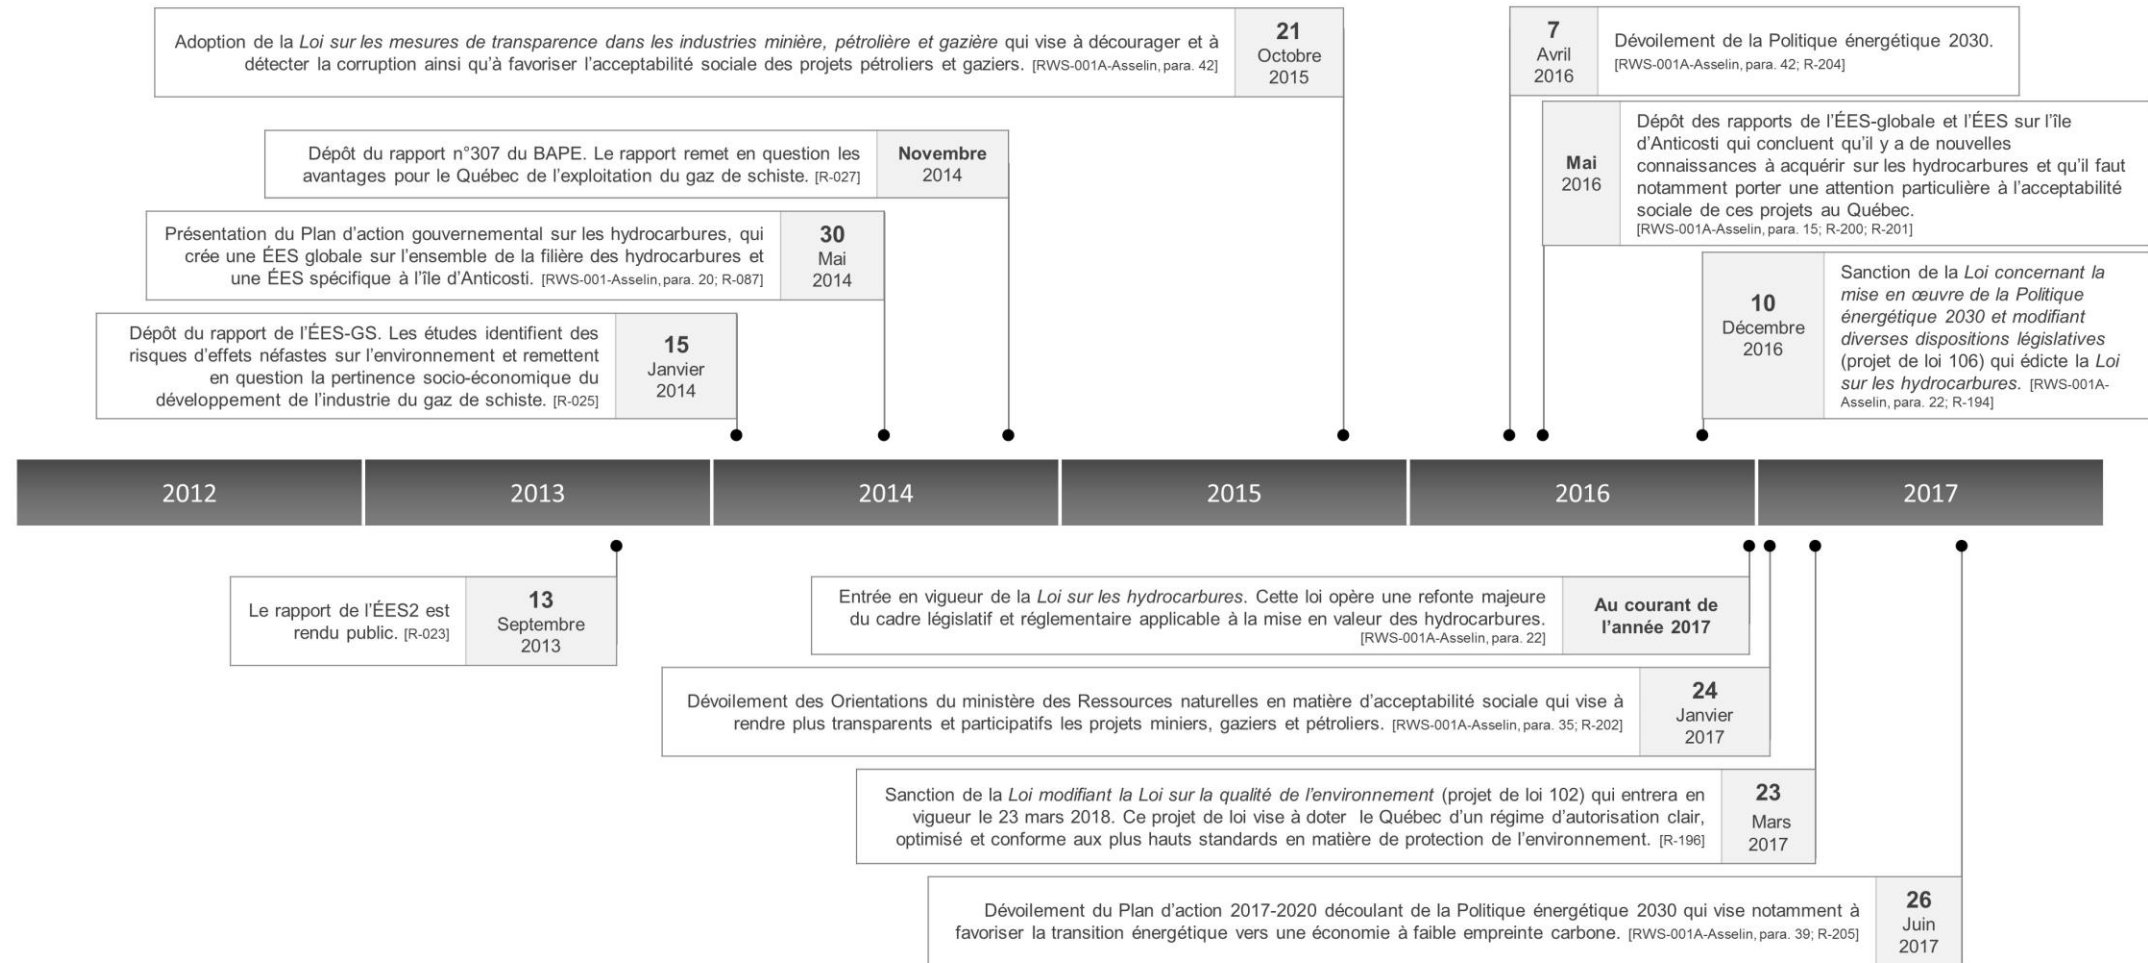 Adoption de la Loi sur les mesures de transparence dans les industries minière, pétrolière et gazière qui vise à décourager et à
détecter la corruption ainsi qu'à favoriser l'acceptabilité sociale des projets pétroliers et gaziers. [RWS-001A-Asselin, para. 42]
21
Octobre
2015
Dépôt du rapport n°307 du BAPE. Le rapport remet en question les
avantages pour le Québec de l'exploitation du gaz de schiste. [R-027]
Novembre
2014
Présentation du Plan d'action gouvernemental sur les hydrocarbures, qui
crée une ÉES globale sur l'ensemble de la filière des hydrocarbures et
une ÉES spécifique à l'île d'Anticosti. [RWS-001-Asselin, para. 20; R-087]
30
Mai
2014
Dépôt du rapport de l'ÉES-GS. Les études identifient des
risques d'effets néfastes sur l'environnement et remettent
en question la pertinence socio-économique du
développement de l'industrie du gaz de schiste. [R-025]
15
Janvier
2014
7
Avril
2016
Dévoilement de la Politique énergétique 2030.
[RWS-001A-Asselin, para. 42; R-204]
Mai
2016
Dépôt des rapports de l'ÉES-globale et l'ÉES sur l'île
d'Anticosti qui concluent qu'il y a de nouvelles
connaissances à acquérir sur les hydrocarbures et qu'il faut
notamment porter une attention particulière à l'acceptabilité
sociale de ces projets au Québec.
[RWS-001A-Asselin, para. 15; R-200; R-201]
10
Décembre
2016
Sanction de la Loi concernant la
mise en œuvre de la Politique
énergétique 2030 et modifiant
diverses dispositions législatives
(projet de loi 106) qui édicte la Loi
sur les hydrocarbures. [RWS-001A-
Asselin, para. 22; R-194]
2012
2013
2014
2015
2016
2017
Le rapport de l'ÉES2 est
rendu public. [R-023]
13
Septembre
2013
Entrée en vigueur de la Loi sur les hydrocarbures. Cette loi opère une refonte majeure
du cadre législatif et réglementaire applicable à la mise en valeur des hydrocarbures.
[RWS-001A-Asselin, para. 22]
Au courant de
l'année 2017
Dévoilement des Orientations du ministère des Ressources naturelles en matière d'acceptabilité sociale qui vise à
rendre plus transparents et participatifs les projets miniers, gaziers et pétroliers. [RWS-001A-Asselin, para. 35; R-202]
24
Janvier
2017
Sanction de la Loi modifiant la Loi sur la qualité de l'environnement (projet de loi 102) qui entrera en
vigueur le 23 mars 2018. Ce projet de loi vise à doter le Québec d'un régime d'autorisation clair,
optimisé et conforme aux plus hauts standards en matière de protection de l'environnement. [R-196]
23
Mars
2017
Dévoilement du Plan d'action 2017-2020 découlant de la Politique énergétique 2030 qui vise notamment à
favoriser la transition énergétique vers une économie à faible empreinte carbone. [RWS-001A-Asselin, para. 39; R-205]
26
Juin
2017